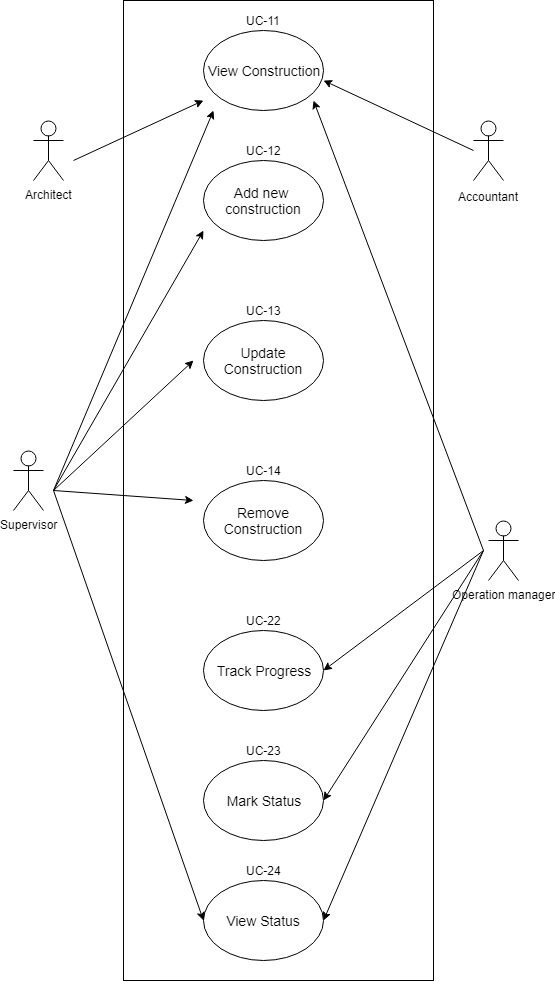 UC-11
View Construction
Architect
Accountant
UC-12
Add new
construction
UC-13
Update
Construction
Supervisor
UC-14
Remove
Construction
Operation manager
UC-22
Track Progress
UC-23
Mark Status
UC-24
View Status